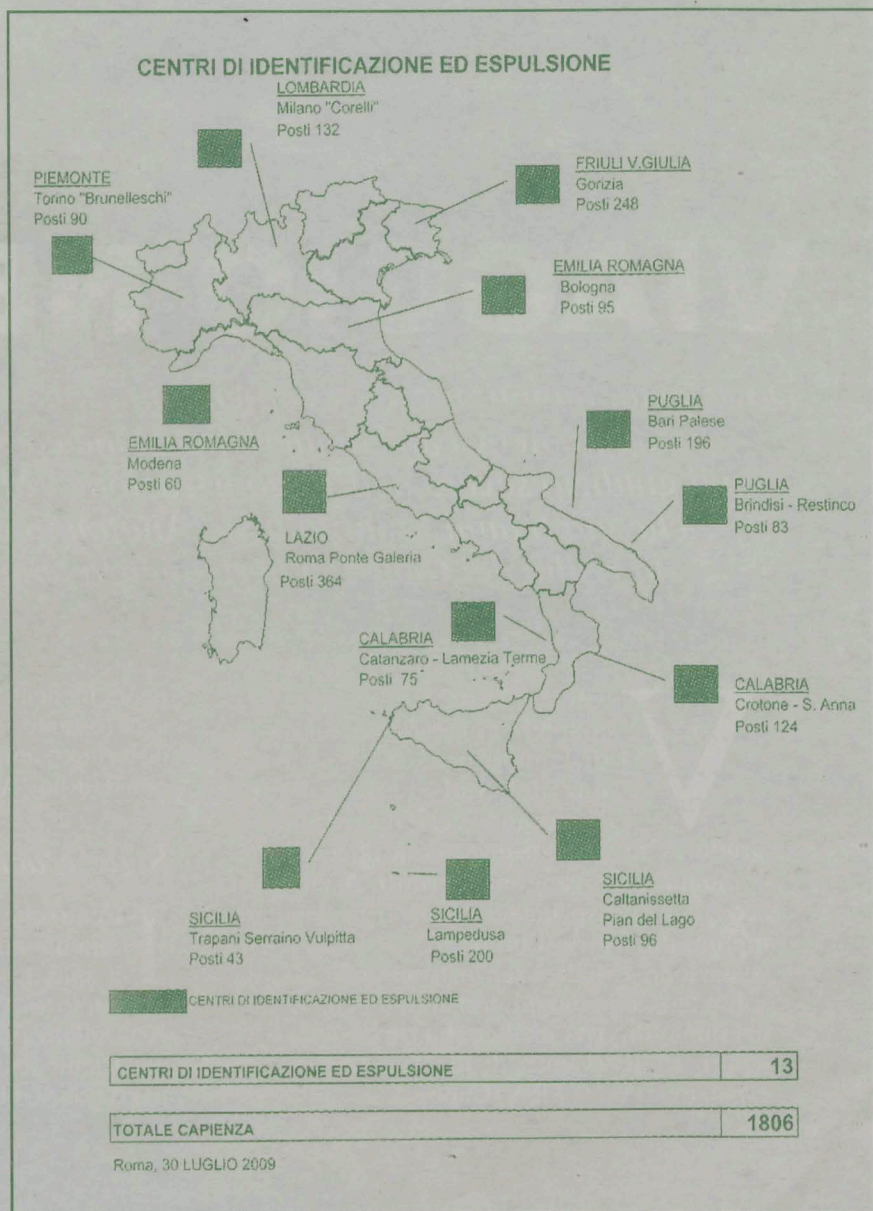 CENTRI DI IDENTIFICAZIONE ED ESPULSIONE
LOMBARDIA
Milano "Corelli"
Posti 132
PIEMONTE
Torino "Brunelleschi"
Posti 90
FRIULI V.GIULIA
Gorizia
Posti 248
EMILIA ROMAGNA
Bologna
Posti 95
EMILIA ROMAGNA
Modena
Posti 60
PUGLIA
Bari Palese
Posti 196
PUGLIA
Brindisi - Restinco
Posti 83
LAZIO
Roma Ponte Galeria
Posti 364
CALABRIA
Catanzaro - Lamezia Terme
Posti 75
CALABRIA
Crotone - S. Anna
Posti 124
SICILIA
Trapani Serraino Vulpitta
Posti 43
SICILIA
Lampedusa
Posti 200
SICILIA
Caltanissetta
Pian del Lago
Posti 96
CENTRI DI IDENTIFICAZIONE ED ESPULSIONE
CENTRI DI IDENTIFICAZIONE ED ESPULSIONE 13
TOTALE CAPIENZA 1806
Roma, 30 LUGLIO 2009